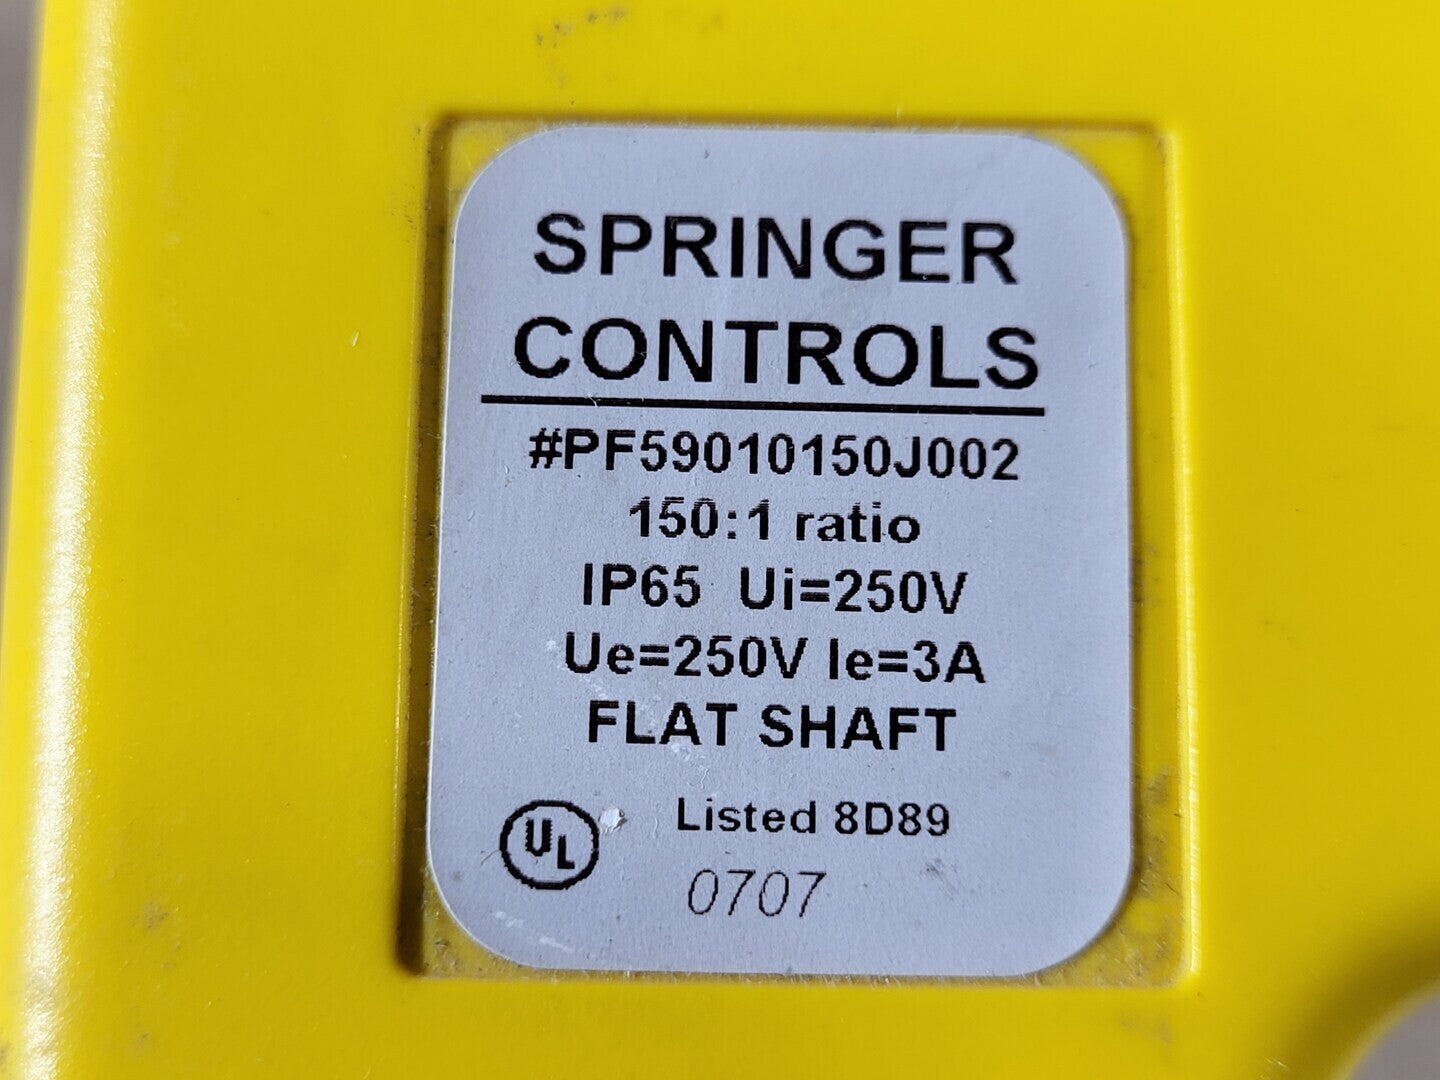 SPRINGER
CONTROLS
#PF59010150J002
150:1 ratio
IP65 Ui=250V
Ue=250V Ie=3A
FLAT SHAFT
UL Listed 8D89
0707